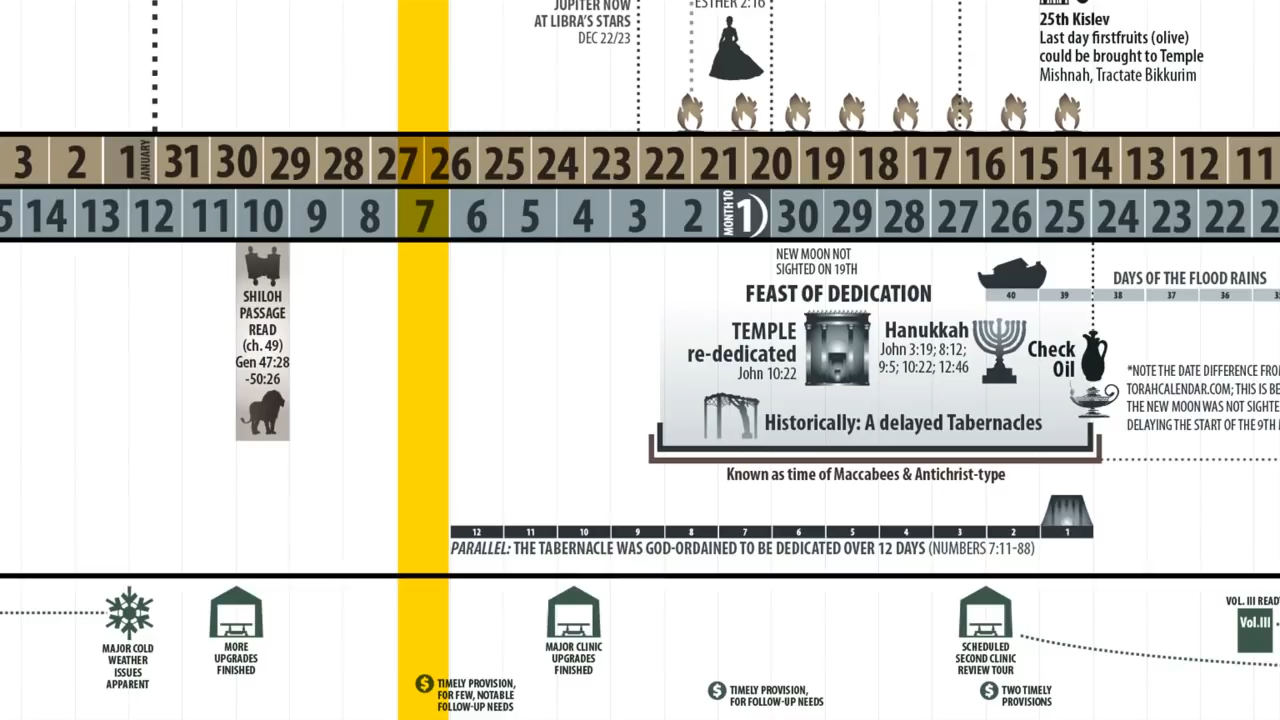 JUPITER NOW
AT LIBRA'S STARS
DEC 22/23
ESTHER 2:16
25th Kislev
Last day firstfruits (olive)
could be brought to Temple
Mishnah, Tractate Bikkurim
3 2 1 JANUARY 31 30 29 28 27 26 25 24 23 22 21 20 19 18 17 16 15 14 13 12 11
5 14 13 12 11 10 9 8 7 6 5 4 3 2 MONTH 10 1 30 29 28 27 26 25 24 23 22 2
SHILOH
PASSAGE
READ
(ch. 49)
Gen 47:28
-50:26
NEW MOON NOT
SIGHTED ON 19TH
FEAST OF DEDICATION
TEMPLE
re-dedicated
John 10:22
Hanukkah
John 3:19; 8:12;
9:5; 10:22; 12:46
Check
Oil
Historically: A delayed Tabernacles
Known as time of Maccabees & Antichrist-type
DAYS OF THE FLOOD RAINS
40 39 38 37 36
*NOTE THE DATE DIFFERENCE FRO
TORAHCALENDAR.COM; THIS IS BE
THE NEW MOON WAS NOT SIGHTE
DELAYING THE START OF THE 9TH
12 11 10 9 8 7 6 5 4 3 2 1
PARALLEL: THE TABERNACLE WAS GOD-ORDAINED TO BE DEDICATED OVER 12 DAYS (NUMBERS 7:11-88)
MAJOR COLD
WEATHER
ISSUES
APPARENT
MORE
UPGRADES
FINISHED
$ TIMELY PROVISION,
FOR FEW, NOTABLE
FOLLOW-UP NEEDS
MAJOR CLINIC
UPGRADES
FINISHED
$ TIMELY PROVISION,
FOR FOLLOW-UP NEEDS
SCHEDULED
SECOND CLINIC
REVIEW TOUR
$ TWO TIMELY
PROVISIONS
VOL. III READ
Vol.III